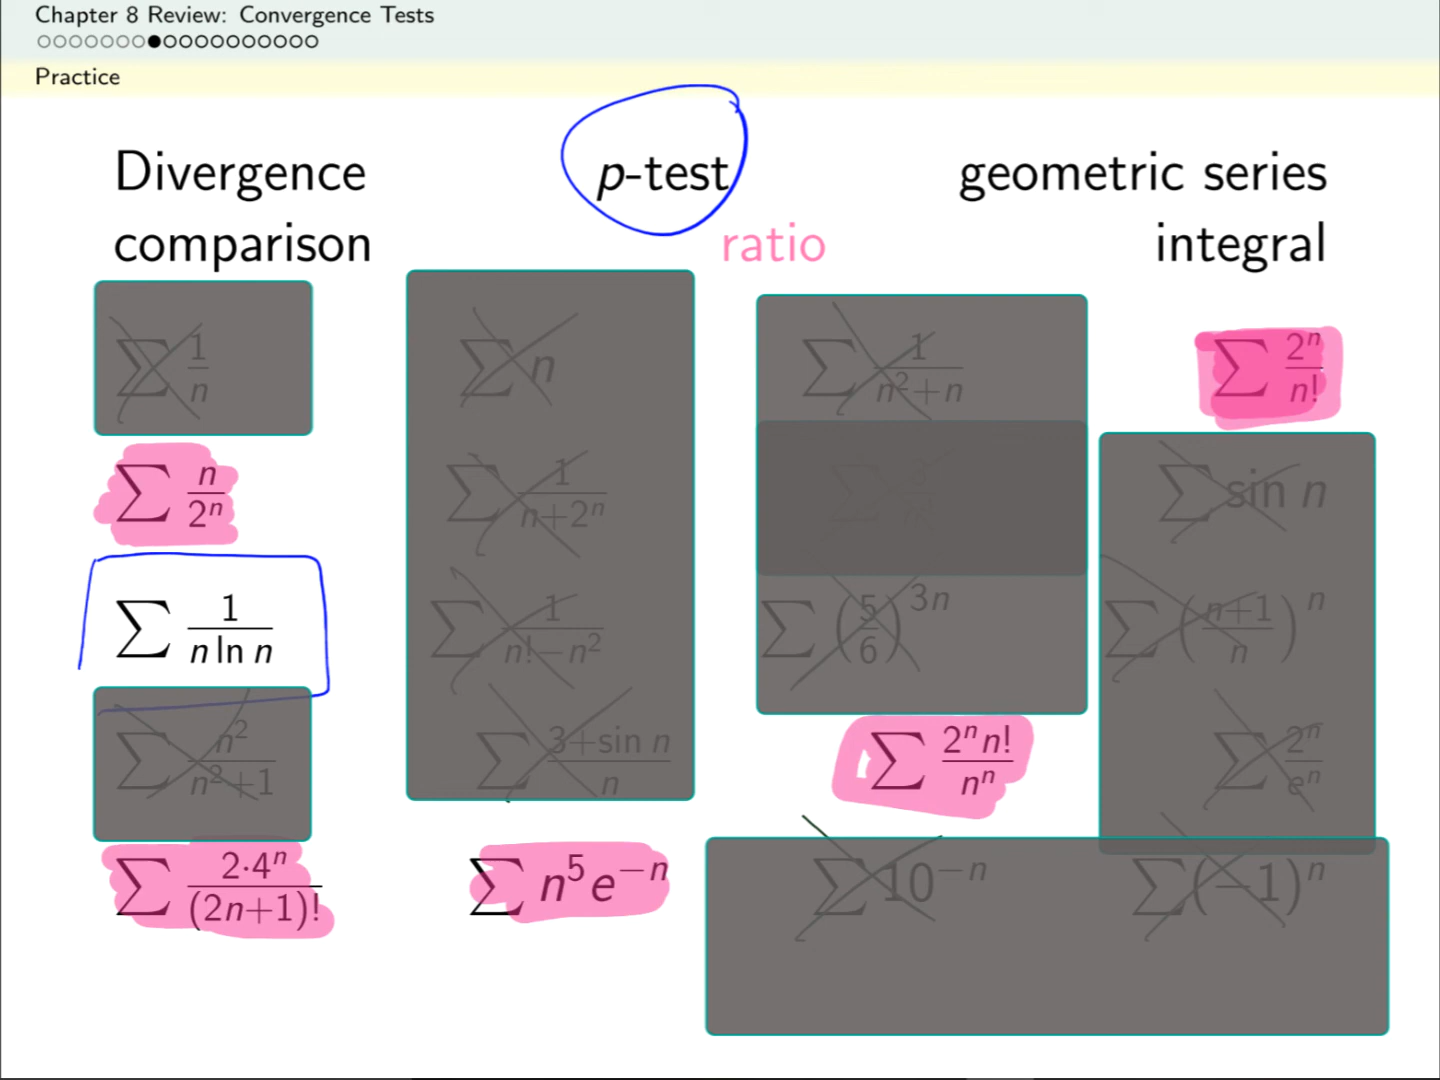 Chapter 8 Review: Convergence Tests
Practice
Divergence p-test geometric series
comparison ratio integral
∑ 1/n ∑ n ∑ 1/(n²+n) ∑ 2ⁿ/n!
∑ n/2ⁿ ∑ 1/(n+2ⁿ) ∑ sin n
∑ 1/(n ln n) ∑ 1/(n!−n²) ∑ (5/6)³ⁿ ∑ ((n+1)/n)ⁿ
∑ n²/(n²+1) ∑ (3+sin n)/n ∑ 2ⁿn!/nⁿ ∑ 2ⁿ/eⁿ
∑ 2·4ⁿ/(2n+1)! ∑ n⁵e⁻ⁿ ∑ 10⁻ⁿ ∑(−1)ⁿ